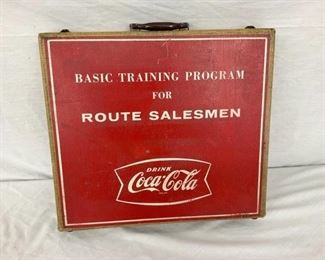 BASIC TRAINING PROGRAM
FOR
ROUTE SALESMEN
DRINK
Coca-Cola